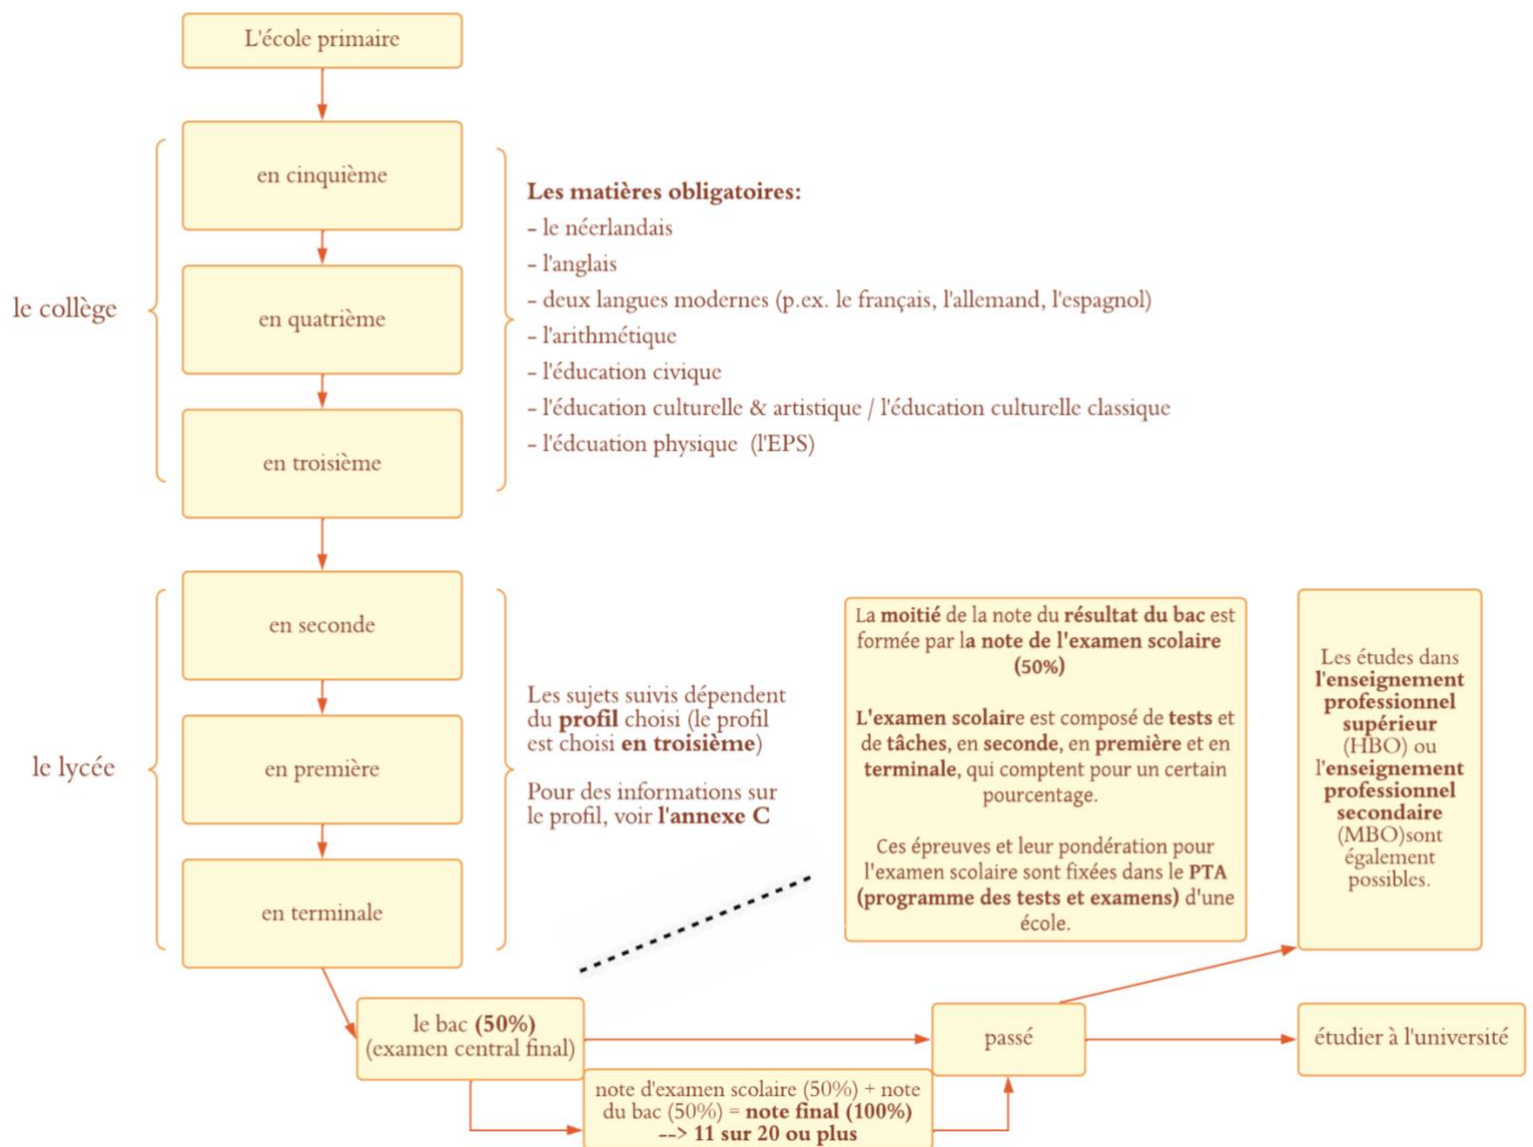 L'école primaire
en cinquième
en quatrième
en troisième
le collège
Les matières obligatoires:
- le néerlandais
- l'anglais
- deux langues modernes (p.ex. le français, l'allemand, l'espagnol)
- l'arithmétique
- l'éducation civique
- l'éducation culturelle & artistique / l'éducation culturelle classique
- l'édcuation physique (l'EPS)
en seconde
en première
en terminale
le lycée
Les sujets suivis dépendent
du profil choisi (le profil
est choisi en troisième)
Pour des informations sur
le profil, voir l'annexe C
La moitié de la note du résultat du bac est
formée par la note de l'examen scolaire
(50%)
L'examen scolaire est composé de tests et
de tâches, en seconde, en première et en
terminale, qui comptent pour un certain
pourcentage.
Ces épreuves et leur pondération pour
l'examen scolaire sont fixées dans le PTA
(programme des tests et examens) d'une
école.
Les études dans
l'enseignement
professionnel
supérieur
(HBO) ou
l'enseignement
professionnel
secondaire
(MBO)sont
également
possibles.
le bac (50%)
(examen central final)
passé
étudier à l'université
note d'examen scolaire (50%) + note
du bac (50%) = note final (100%)
--> 11 sur 20 ou plus